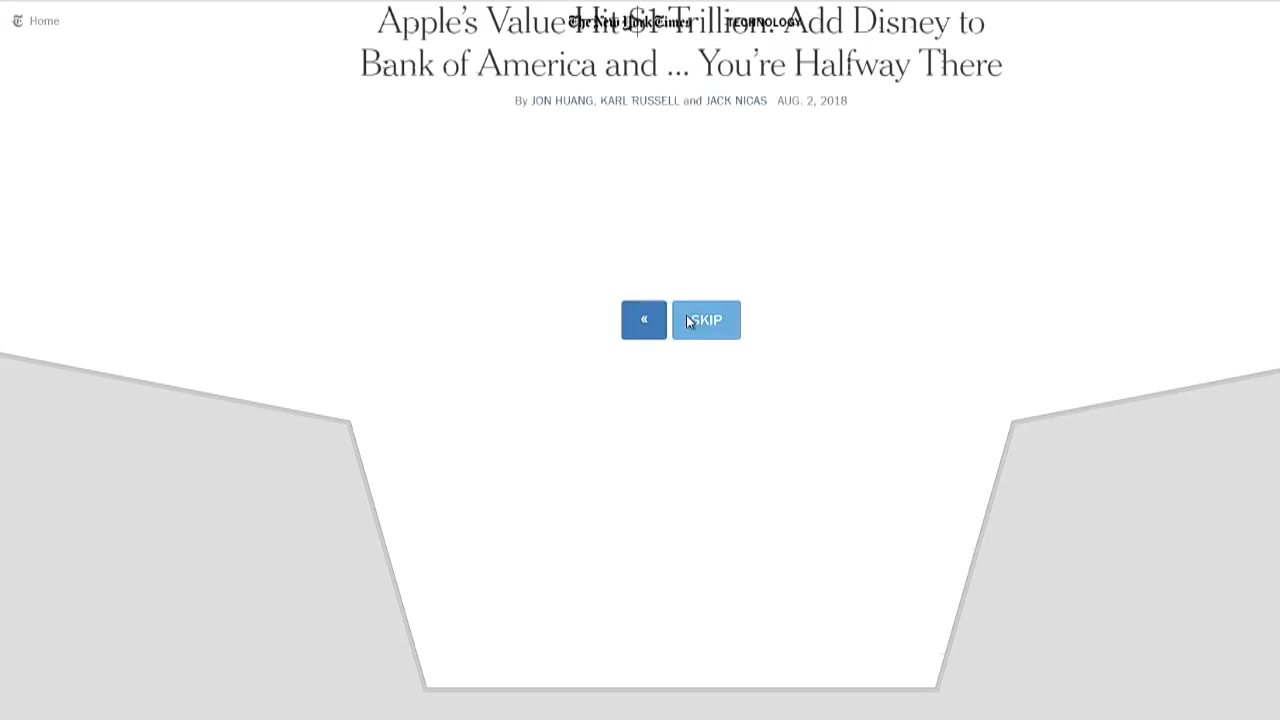 Home
The New York Times
TECHNOLOGY
Apple’s Value Hit $1 Trillion. Add Disney to
Bank of America and ... You’re Halfway There
By JON HUANG, KARL RUSSELL and JACK NICAS AUG. 2, 2018
« SKIP